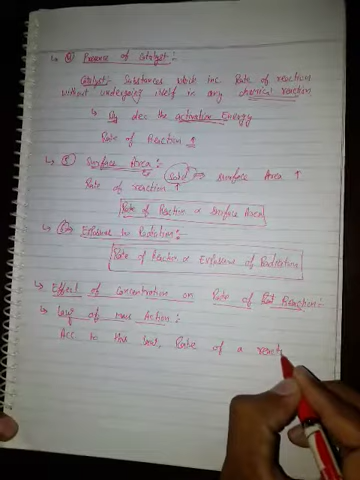 ↳ (4) Presence of Catalyst :-
Catalyst :- Substances which inc Rate of reaction
without undergoing itself in any chemical reaction
↳ By dec the activation Energy
Rate of Reaction ↑
↳ (5) Surface Area :-
Solid → Surface Area ↑
Rate of reaction ↑
Rate of Reaction ∝ Surface Area
↳ Exposure to Radiation :-
Rate of Reaction ∝ Exposure of Radiation
↳ Effect of Concentration on Rate of Reaction :-
↳ Law of mass Action :-
Acc to this law, Rate of a react